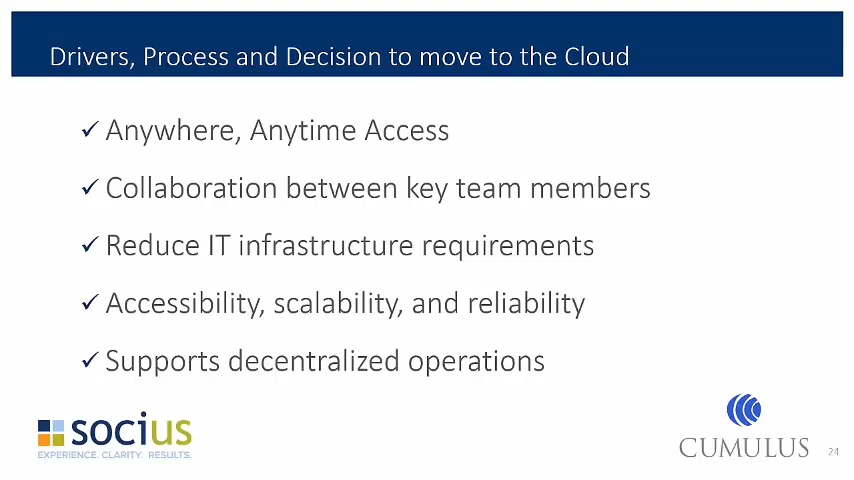 Drivers, Process and Decision to move to the Cloud
Anywhere, Anytime Access
Collaboration between key team members
Reduce IT infrastructure requirements
Accessibility, scalability, and reliability
Supports decentralized operations
socius
EXPERIENCE. CLARITY. RESULTS.
CUMULUS
24